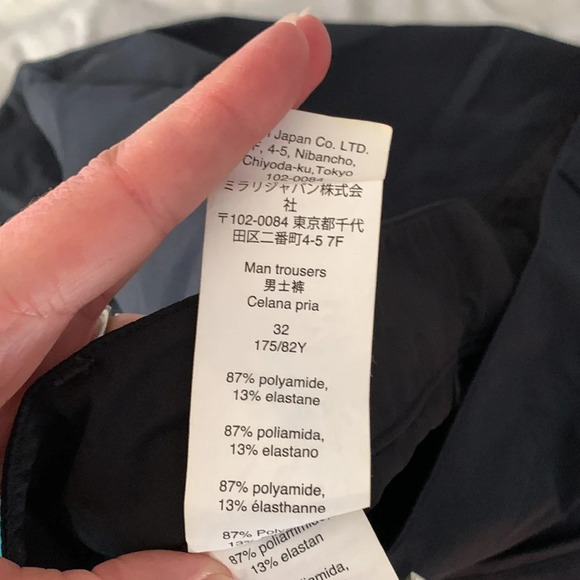 Japan Co. LTD.
4-5, Nibancho,
Chiyoda-ku,Tokyo
102-0084
ミラリジャパン株式会
社
〒102-0084 東京都千代
田区二番町4-5 7F
Man trousers
男士裤
Celana pria
32
175/82Y
87% polyamide,
13% elastane
87% poliamida,
13% elastano
87% polyamide,
13% élasthanne
87%
87%
13% elastan